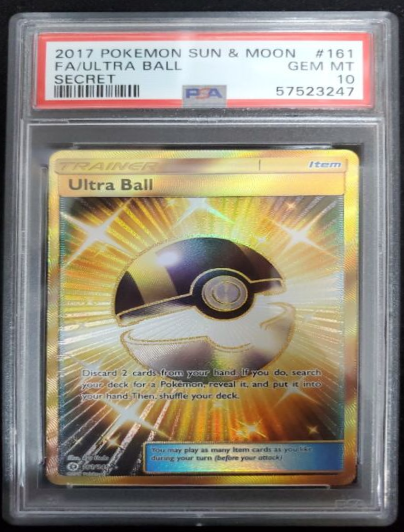 2017 POKEMON SUN & MOON #161
FA/ULTRA BALL GEM MT
SECRET 10
PSA 57523247
TRAINER Item
Ultra Ball
Discard 2 cards from your hand. If you do, search
your deck for a Pokémon, reveal it, and put it into
your hand. Then, shuffle your deck.
You may play as many Item cards as you like
during your turn (before your attack).